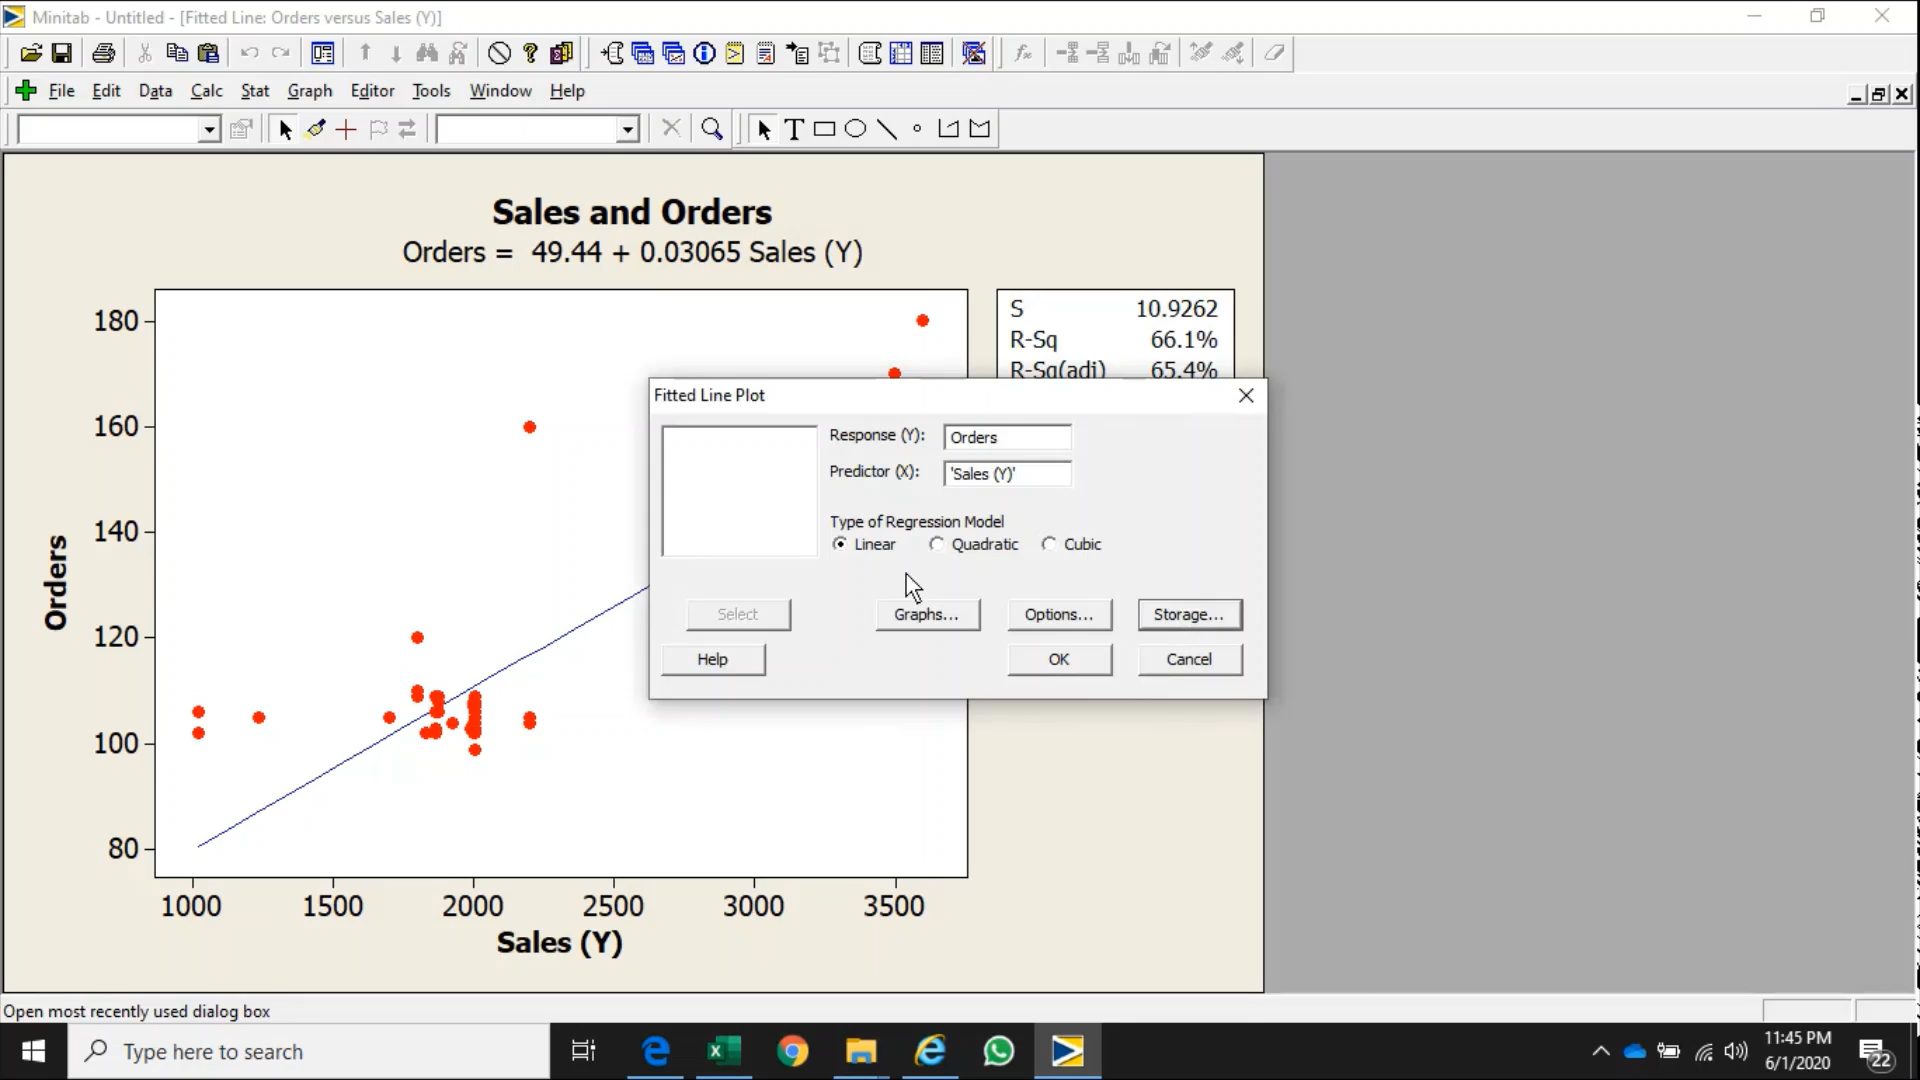 Minitab - Untitled - [Fitted Line: Orders versus Sales (Y)]
File Edit Data Calc Stat Graph Editor Tools Window Help
Sales and Orders
Orders = 49.44 + 0.03065 Sales (Y)
S 10.9262
R-Sq 66.1%
R-Sq(adj) 65.4%
180
160
140
120
100
80
Orders
1000 1500 2000 2500 3000 3500
Sales (Y)
Fitted Line Plot
Response (Y): Orders
Predictor (X): 'Sales (Y)'
Type of Regression Model
Linear Quadratic Cubic
Select Graphs... Options... Storage...
Help OK Cancel
Open most recently used dialog box
Type here to search
11:45 PM
6/1/2020
22